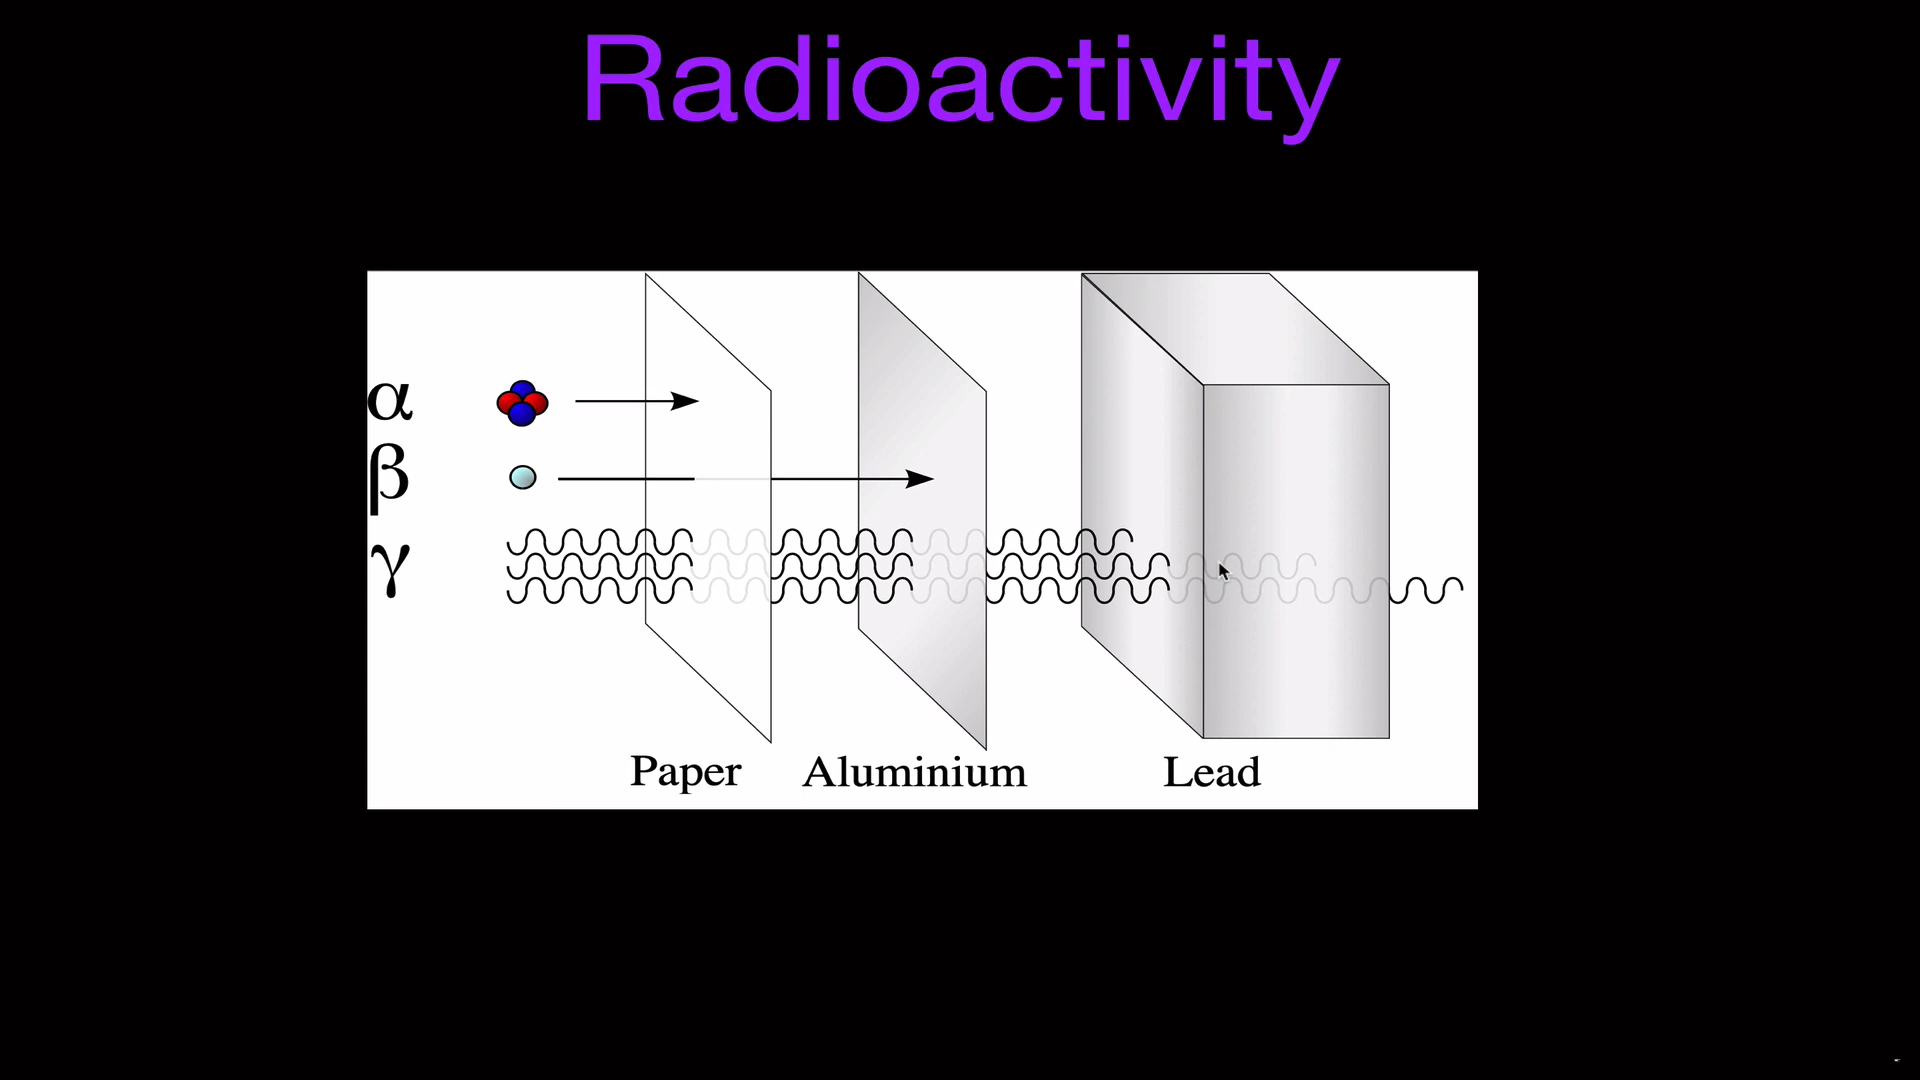 Radioactivity
α
β
γ
Paper Aluminium Lead